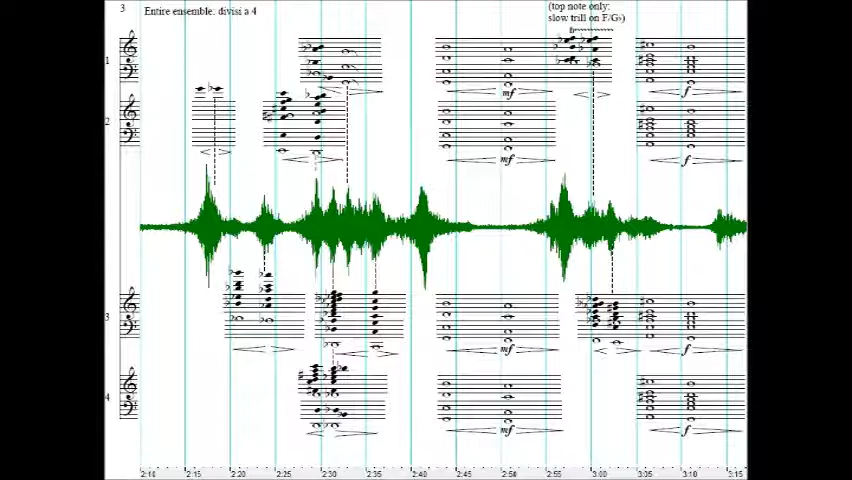 3
Entire ensemble: divisi à 4
(top note only:
slow trill on F/G♭)
1
mf
f
2
mf
f
3
mf
f
4
mf
f
2:10 2:15 2:20 2:25 2:30 2:35 2:40 2:45 2:50 2:55 3:00 3:05 3:10 3:15